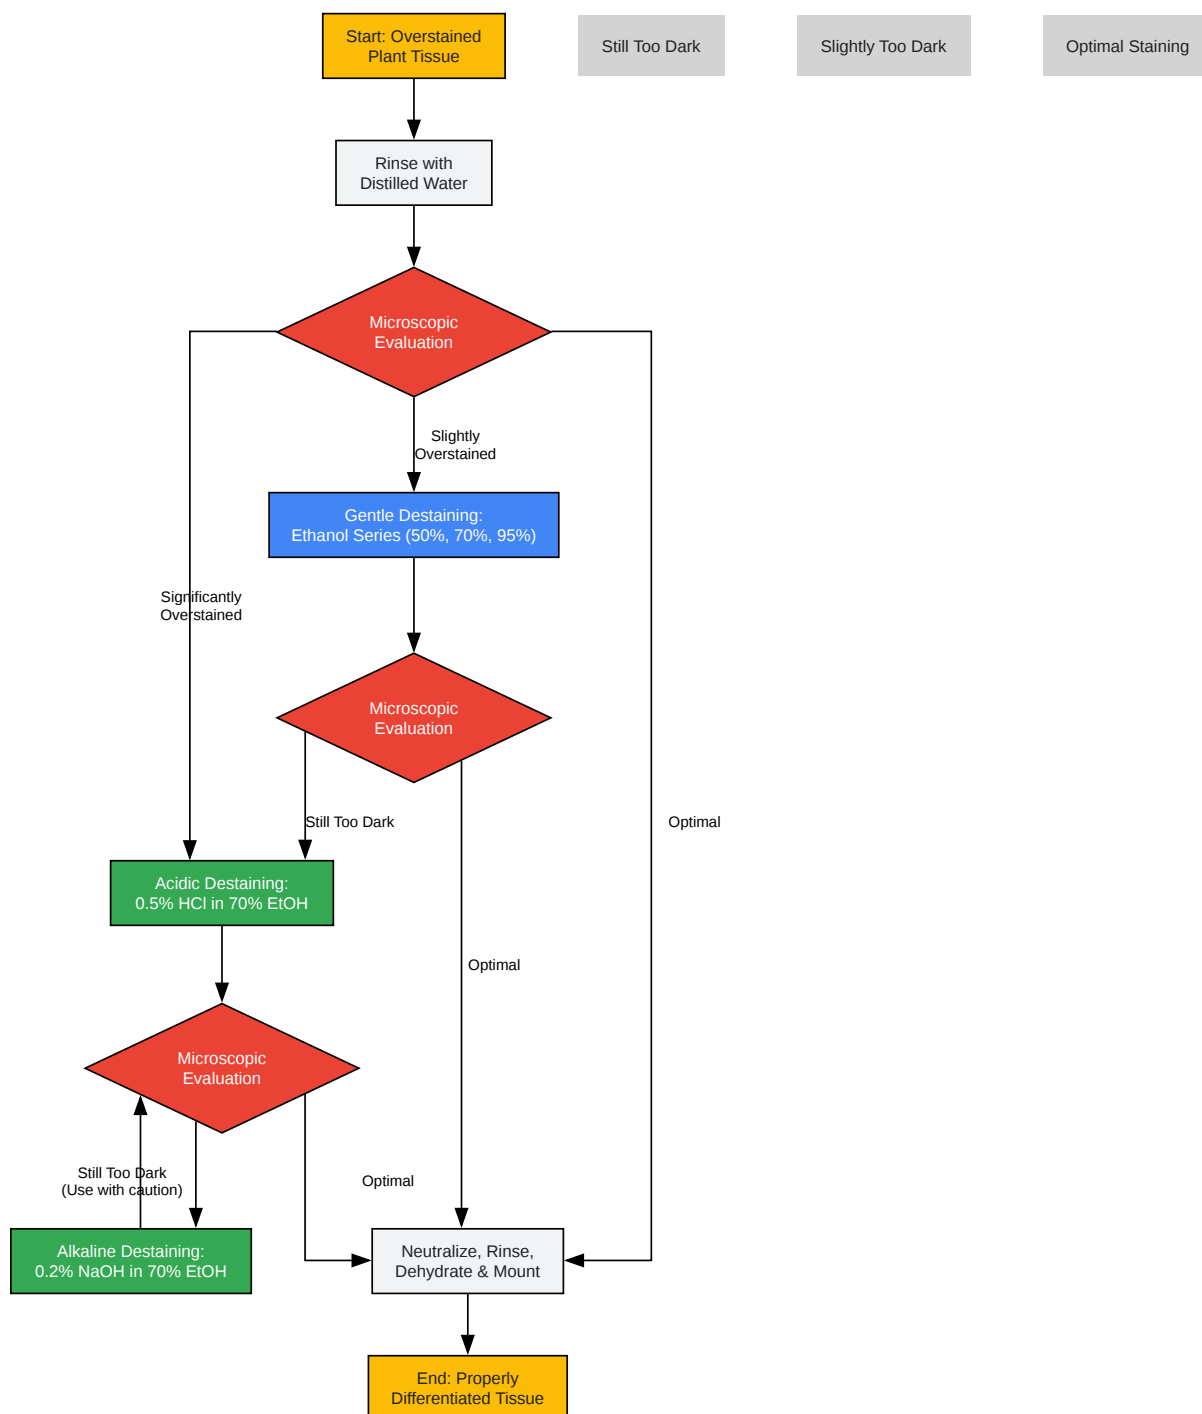 Start: Overstained
Plant Tissue
Still Too Dark
Slightly Too Dark
Optimal Staining
Rinse with
Distilled Water
Microscopic
Evaluation
Slightly
Overstained
Gentle Destaining:
Ethanol Series (50%, 70%, 95%)
Significantly
Overstained
Microscopic
Evaluation
Still Too Dark
Optimal
Acidic Destaining:
0.5% HCl in 70% EtOH
Optimal
Microscopic
Evaluation
Still Too Dark
(Use with caution)
Optimal
Alkaline Destaining:
0.2% NaOH in 70% EtOH
Neutralize, Rinse,
Dehydrate & Mount
End: Properly
Differentiated Tissue